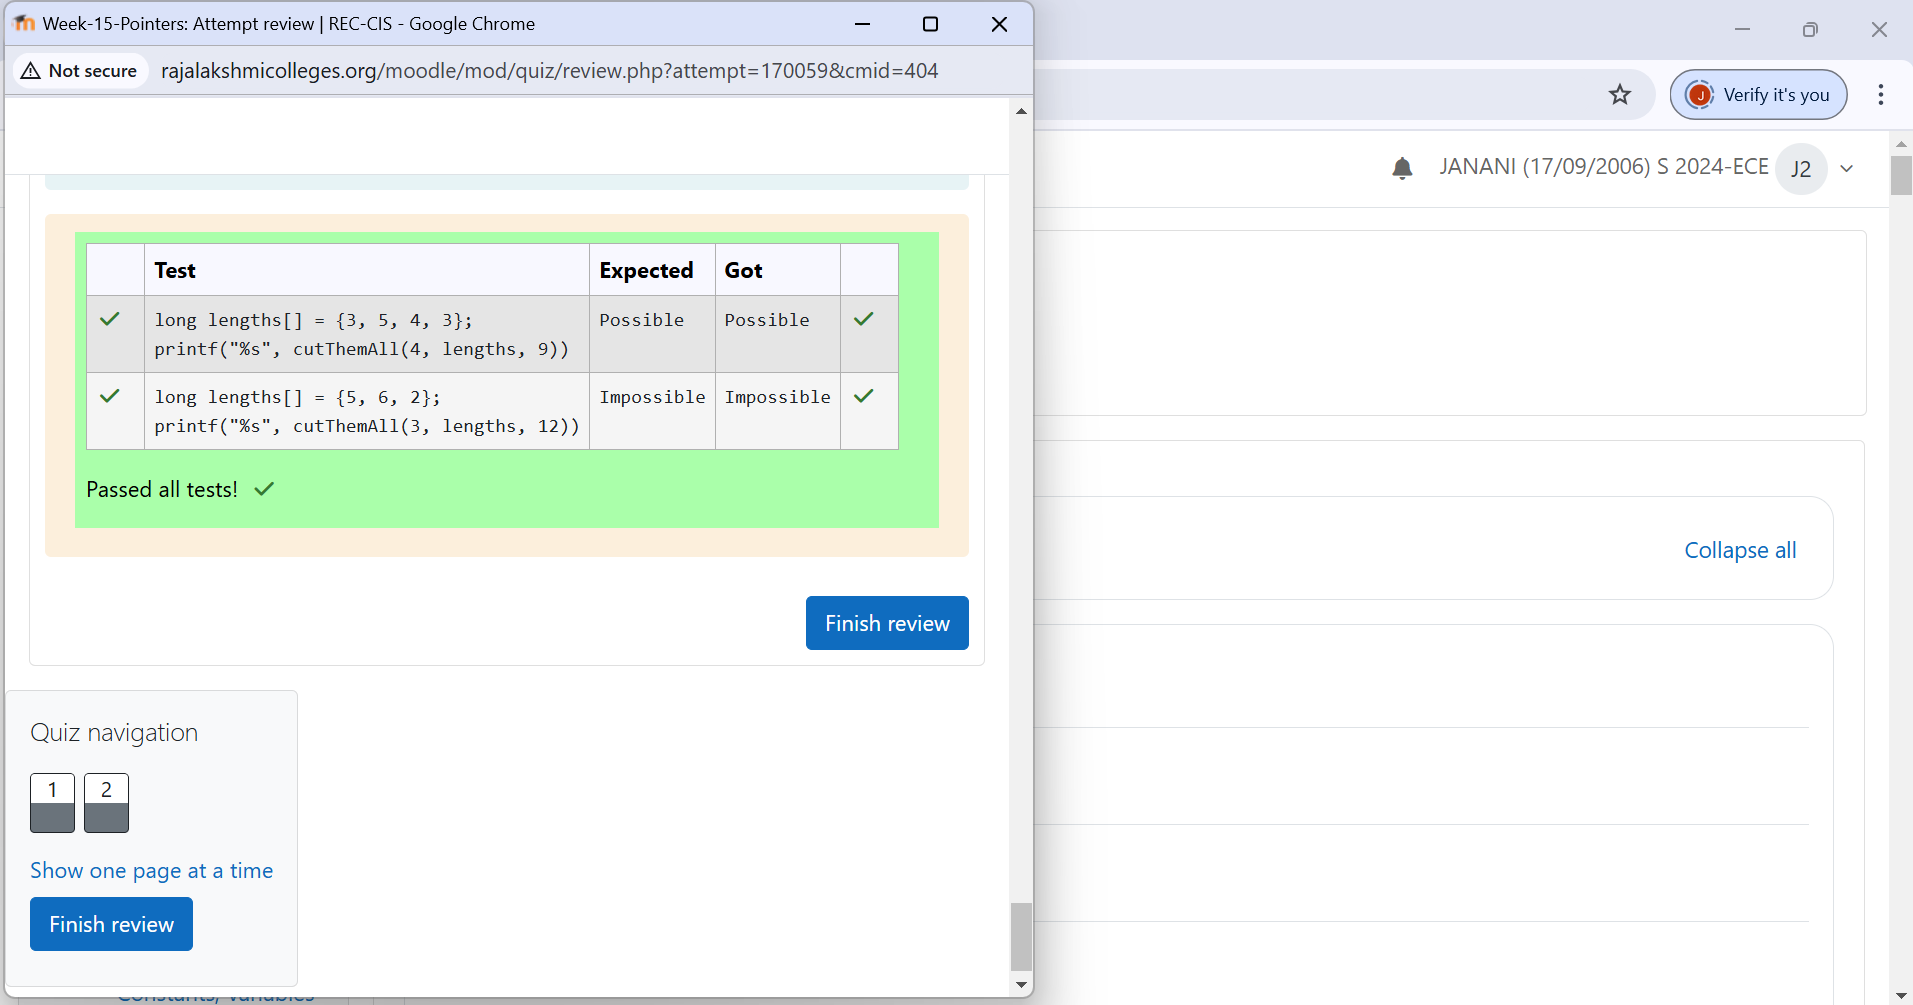 Week-15-Pointers: Attempt review | REC-CIS - Google Chrome
Not secure
rajalakshmicolleges.org/moodle/mod/quiz/review.php?attempt=170059&cmid=404
Verify it's you
JANANI (17/09/2006) S 2024-ECE
J2
Test Expected Got
long lengths[] = {3, 5, 4, 3}; Possible Possible
printf("%s", cutThemAll(4, lengths, 9))
long lengths[] = {5, 6, 2}; Impossible Impossible
printf("%s", cutThemAll(3, lengths, 12))
Passed all tests!
Collapse all
Finish review
Quiz navigation
1 2
Show one page at a time
Finish review
Constants, Variables